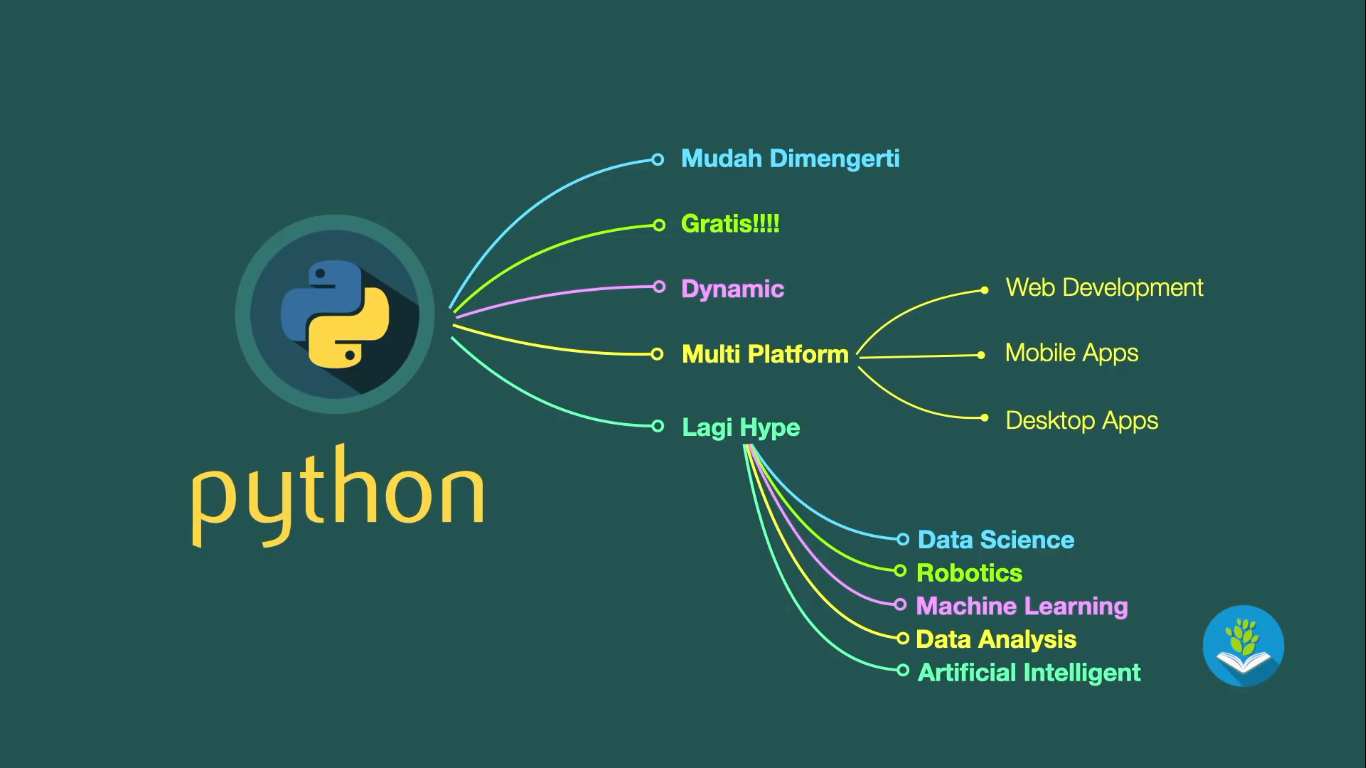 python
Mudah Dimengerti
Gratis!!!!
Dynamic
Multi Platform
Web Development
Mobile Apps
Desktop Apps
Lagi Hype
Data Science
Robotics
Machine Learning
Data Analysis
Artificial Intelligent